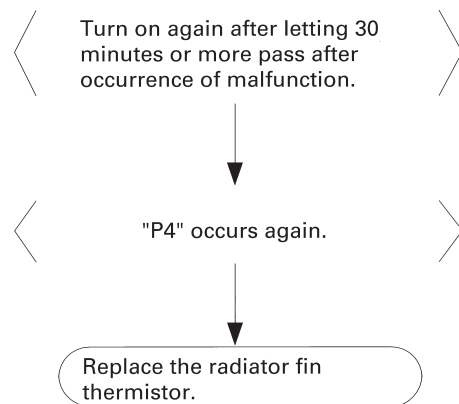 Turn on again after letting 30
minutes or more pass after
occurrence of malfunction.
"P4" occurs again.
Replace the radiator fin
thermistor.